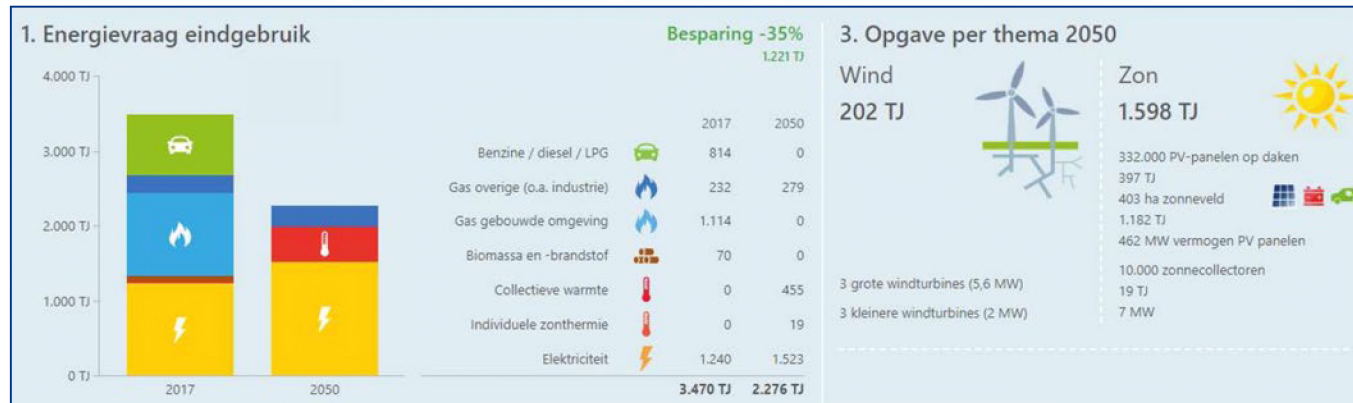 1. Energievraag eindgebruik
Besparing -35%
1.221 TJ
4.000 TJ
3.000 TJ
2.000 TJ
1.000 TJ
0 TJ
2017
2050
2017 2050
Benzine / diesel / LPG 814 0
Gas overige (o.a. industrie) 232 279
Gas gebouwde omgeving 1.114 0
Biomassa en -brandstof 70 0
Collectieve warmte 0 455
Individuele zonthermie 0 19
Elektriciteit 1.240 1.523
3.470 TJ 2.276 TJ
3. Opgave per thema 2050
Wind
202 TJ
3 grote windturbines (5,6 MW)
3 kleinere windturbines (2 MW)
Zon
1.598 TJ
332.000 PV-panelen op daken
397 TJ
403 ha zonneveld
1.182 TJ
462 MW vermogen PV panelen
10.000 zonnecollectoren
19 TJ
7 MW